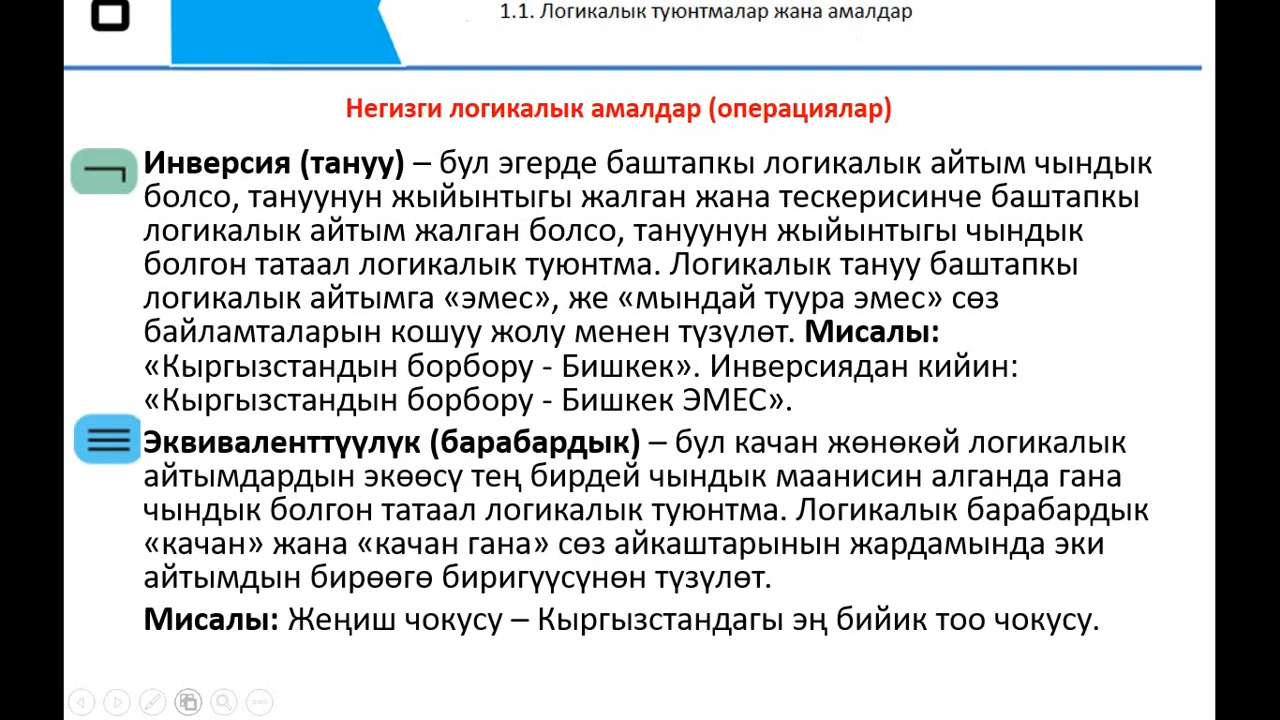 1.1. Логикалык туюнтмалар жана амалдар
Негизги логикалык амалдар (операциялар)
Инверсия (тануу) – бул эгерде баштапкы логикалык айтым чындык
болсо, тануунун жыйынтыгы жалган жана тескерисинче баштапкы
логикалык айтым жалган болсо, тануунун жыйынтыгы чындык
болгон татаал логикалык туюнтма. Логикалык тануу баштапкы
логикалык айтымга «эмес», же «мындай туура эмес» сөз
байламталарын кошуу жолу менен түзүлөт. Мисалы:
«Кыргызстандын борбору - Бишкек». Инверсиядан кийин:
«Кыргызстандын борбору - Бишкек ЭМЕС».
Эквиваленттүүлүк (барабардык) – бул качан жөнөкөй логикалык
айтымдардын экөөсү тең бирдей чындык маанисин алганда гана
чындык болгон татаал логикалык туюнтма. Логикалык барабардык
«качан» жана «качан гана» сөз айкаштарынын жардамында эки
айтымдын бирөөгө биригүүсүнөн түзүлөт.
Мисалы: Жеңиш чокусу – Кыргызстандагы эң бийик тоо чокусу.